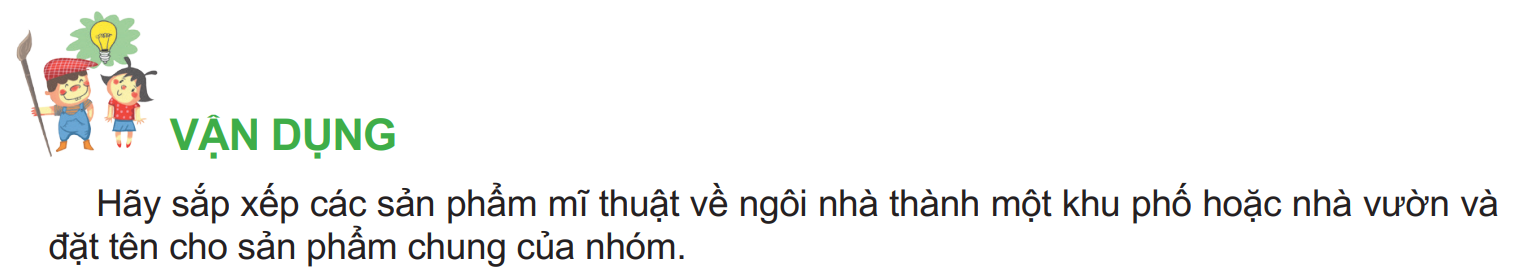 VẬN DỤNG
Hãy sắp xếp các sản phẩm mĩ thuật về ngôi nhà thành một khu phố hoặc nhà vườn và
đặt tên cho sản phẩm chung của nhóm.